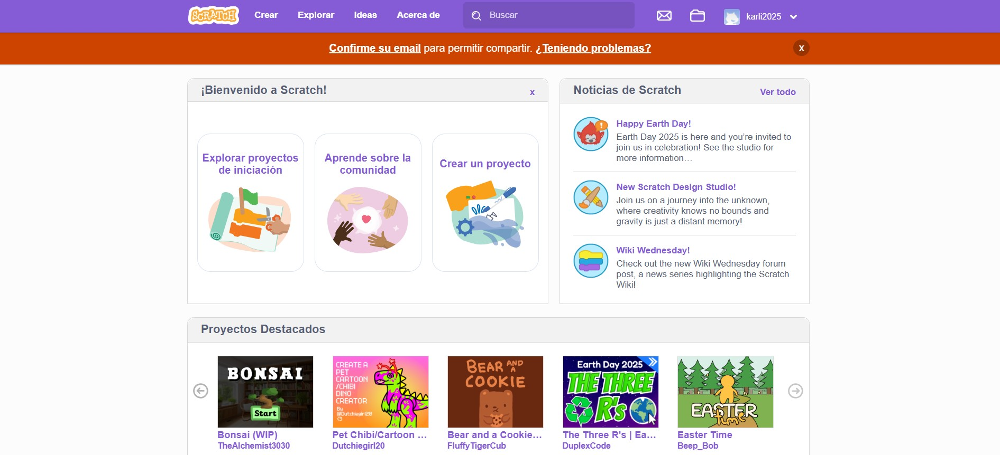 SCRATCH
Crear
Explorar
Ideas
Acerca de
Buscar
karli2025
Confirme su email para permitir compartir. ¿Teniendo problemas?
X
¡Bienvenido a Scratch!
x
Explorar proyectos
de iniciación
Aprende sobre la
comunidad
Crear un proyecto
Noticias de Scratch
Ver todo
Happy Earth Day!
Earth Day 2025 is here and you’re invited to
join us in celebration! See the studio for
more information…
New Scratch Design Studio!
Join us on a journey into the unknown,
where creativity knows no bounds and
gravity is just a distant memory!
Wiki Wednesday!
Check out the new Wiki Wednesday forum
post, a news series highlighting the Scratch
Wiki!
Proyectos Destacados
BONSAI
Start
Bonsai (WIP)
TheAlchemist3030
CREATE A
PET
CARTOON
/CHIBI
DINO
CREATOR
By
@Dutchiegirl20
<3
Pet Chibi/Cartoon ...
Dutchiegirl20
BEAR AND
A
COOKIE
Bear and a Cookie...
FluffyTigerCub
Earth Day 2025
THE THREE
R's
The Three R's | Ea...
DuplexCode
EASTER
Time
Easter Time
Beep_Bob